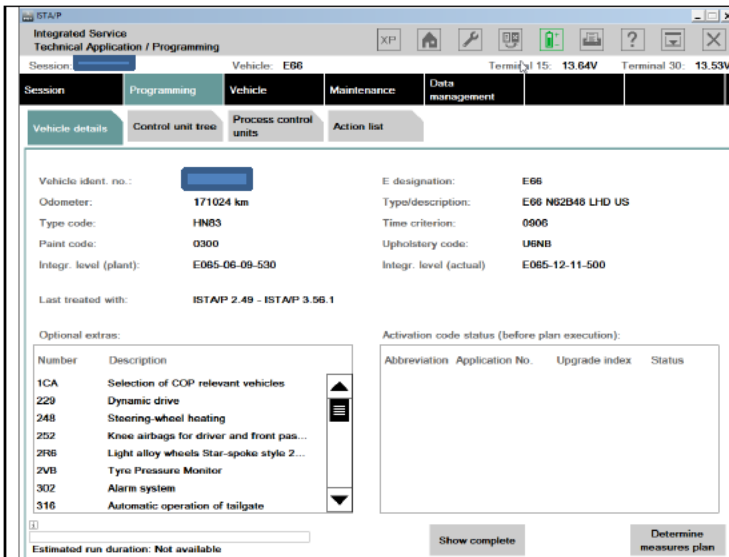 ISTA/P
Integrated Service
Technical Application / Programming
XP
?
Session: Vehicle: E66 Terminal 15: 13.64V Terminal 30: 13.53V
Session Programming Vehicle Maintenance Data management
Vehicle details Control unit tree Process control units Action list
Vehicle ident. no.: E designation: E66
Odometer: 171024 km Type/description: E66 N62B48 LHD US
Type code: HN83 Time criterion: 0906
Paint code: 0300 Upholstery code: U6NB
Integr. level (plant): E065-06-09-530 Integr. level (actual) E065-12-11-500
Last treated with: ISTA/P 2.49 - ISTA/P 3.56.1
Optional extras: Activation code status (before plan execution):
Number Description Abbreviation Application No. Upgrade index Status
1CA Selection of COP relevant vehicles
229 Dynamic drive
248 Steering-wheel heating
252 Knee airbags for driver and front pas...
2R6 Light alloy wheels Star-spoke style 2...
2VB Tyre Pressure Monitor
302 Alarm system
316 Automatic operation of tailgate
i
Estimated run duration: Not available
Show complete
Determine measures plan